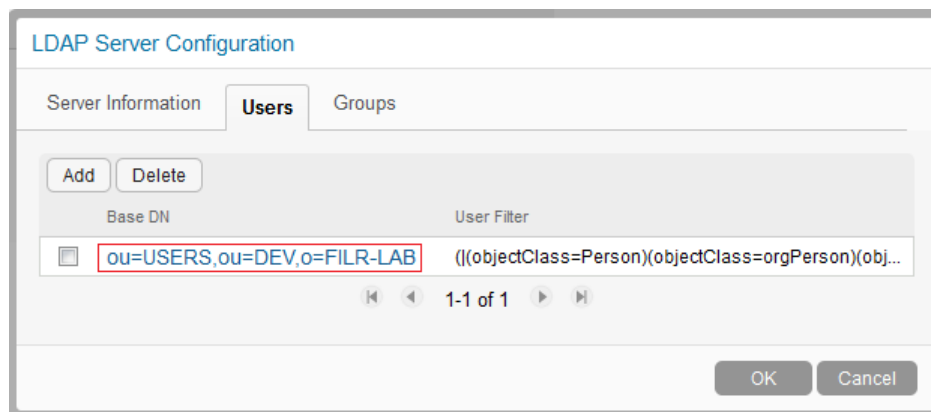 LDAP Server Configuration
Server Information Users Groups
Add Delete
Base DN User Filter
ou=USERS,ou=DEV,o=FILR-LAB (|(objectClass=Person)(objectClass=orgPerson)(obj...
1-1 of 1
OK Cancel